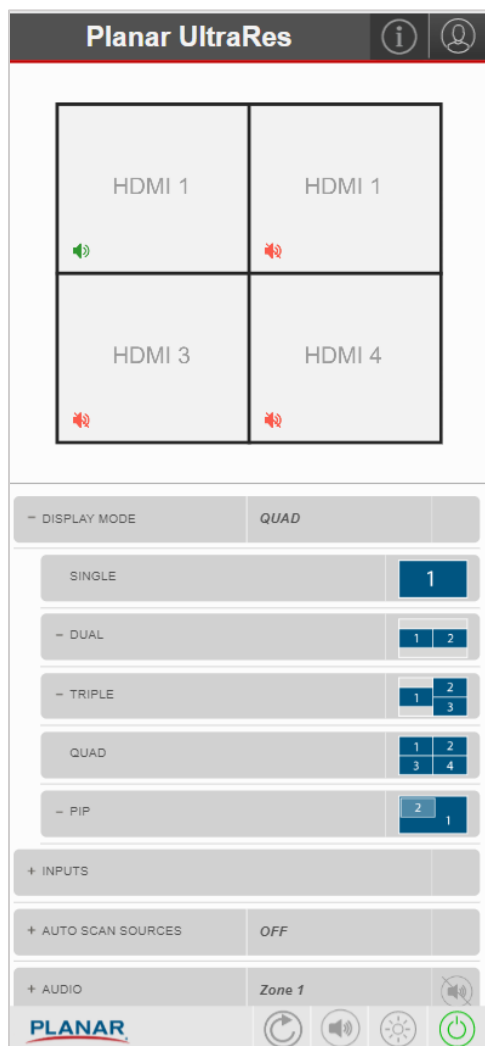 Planar UltraRes
HDMI 1 HDMI 1
HDMI 3 HDMI 4
− DISPLAY MODE QUAD
SINGLE 1
− DUAL 1 2
− TRIPLE 1 2
3
QUAD 1 2
3 4
− PIP 2
1
+ INPUTS
+ AUTO SCAN SOURCES OFF
+ AUDIO Zone 1
PLANAR